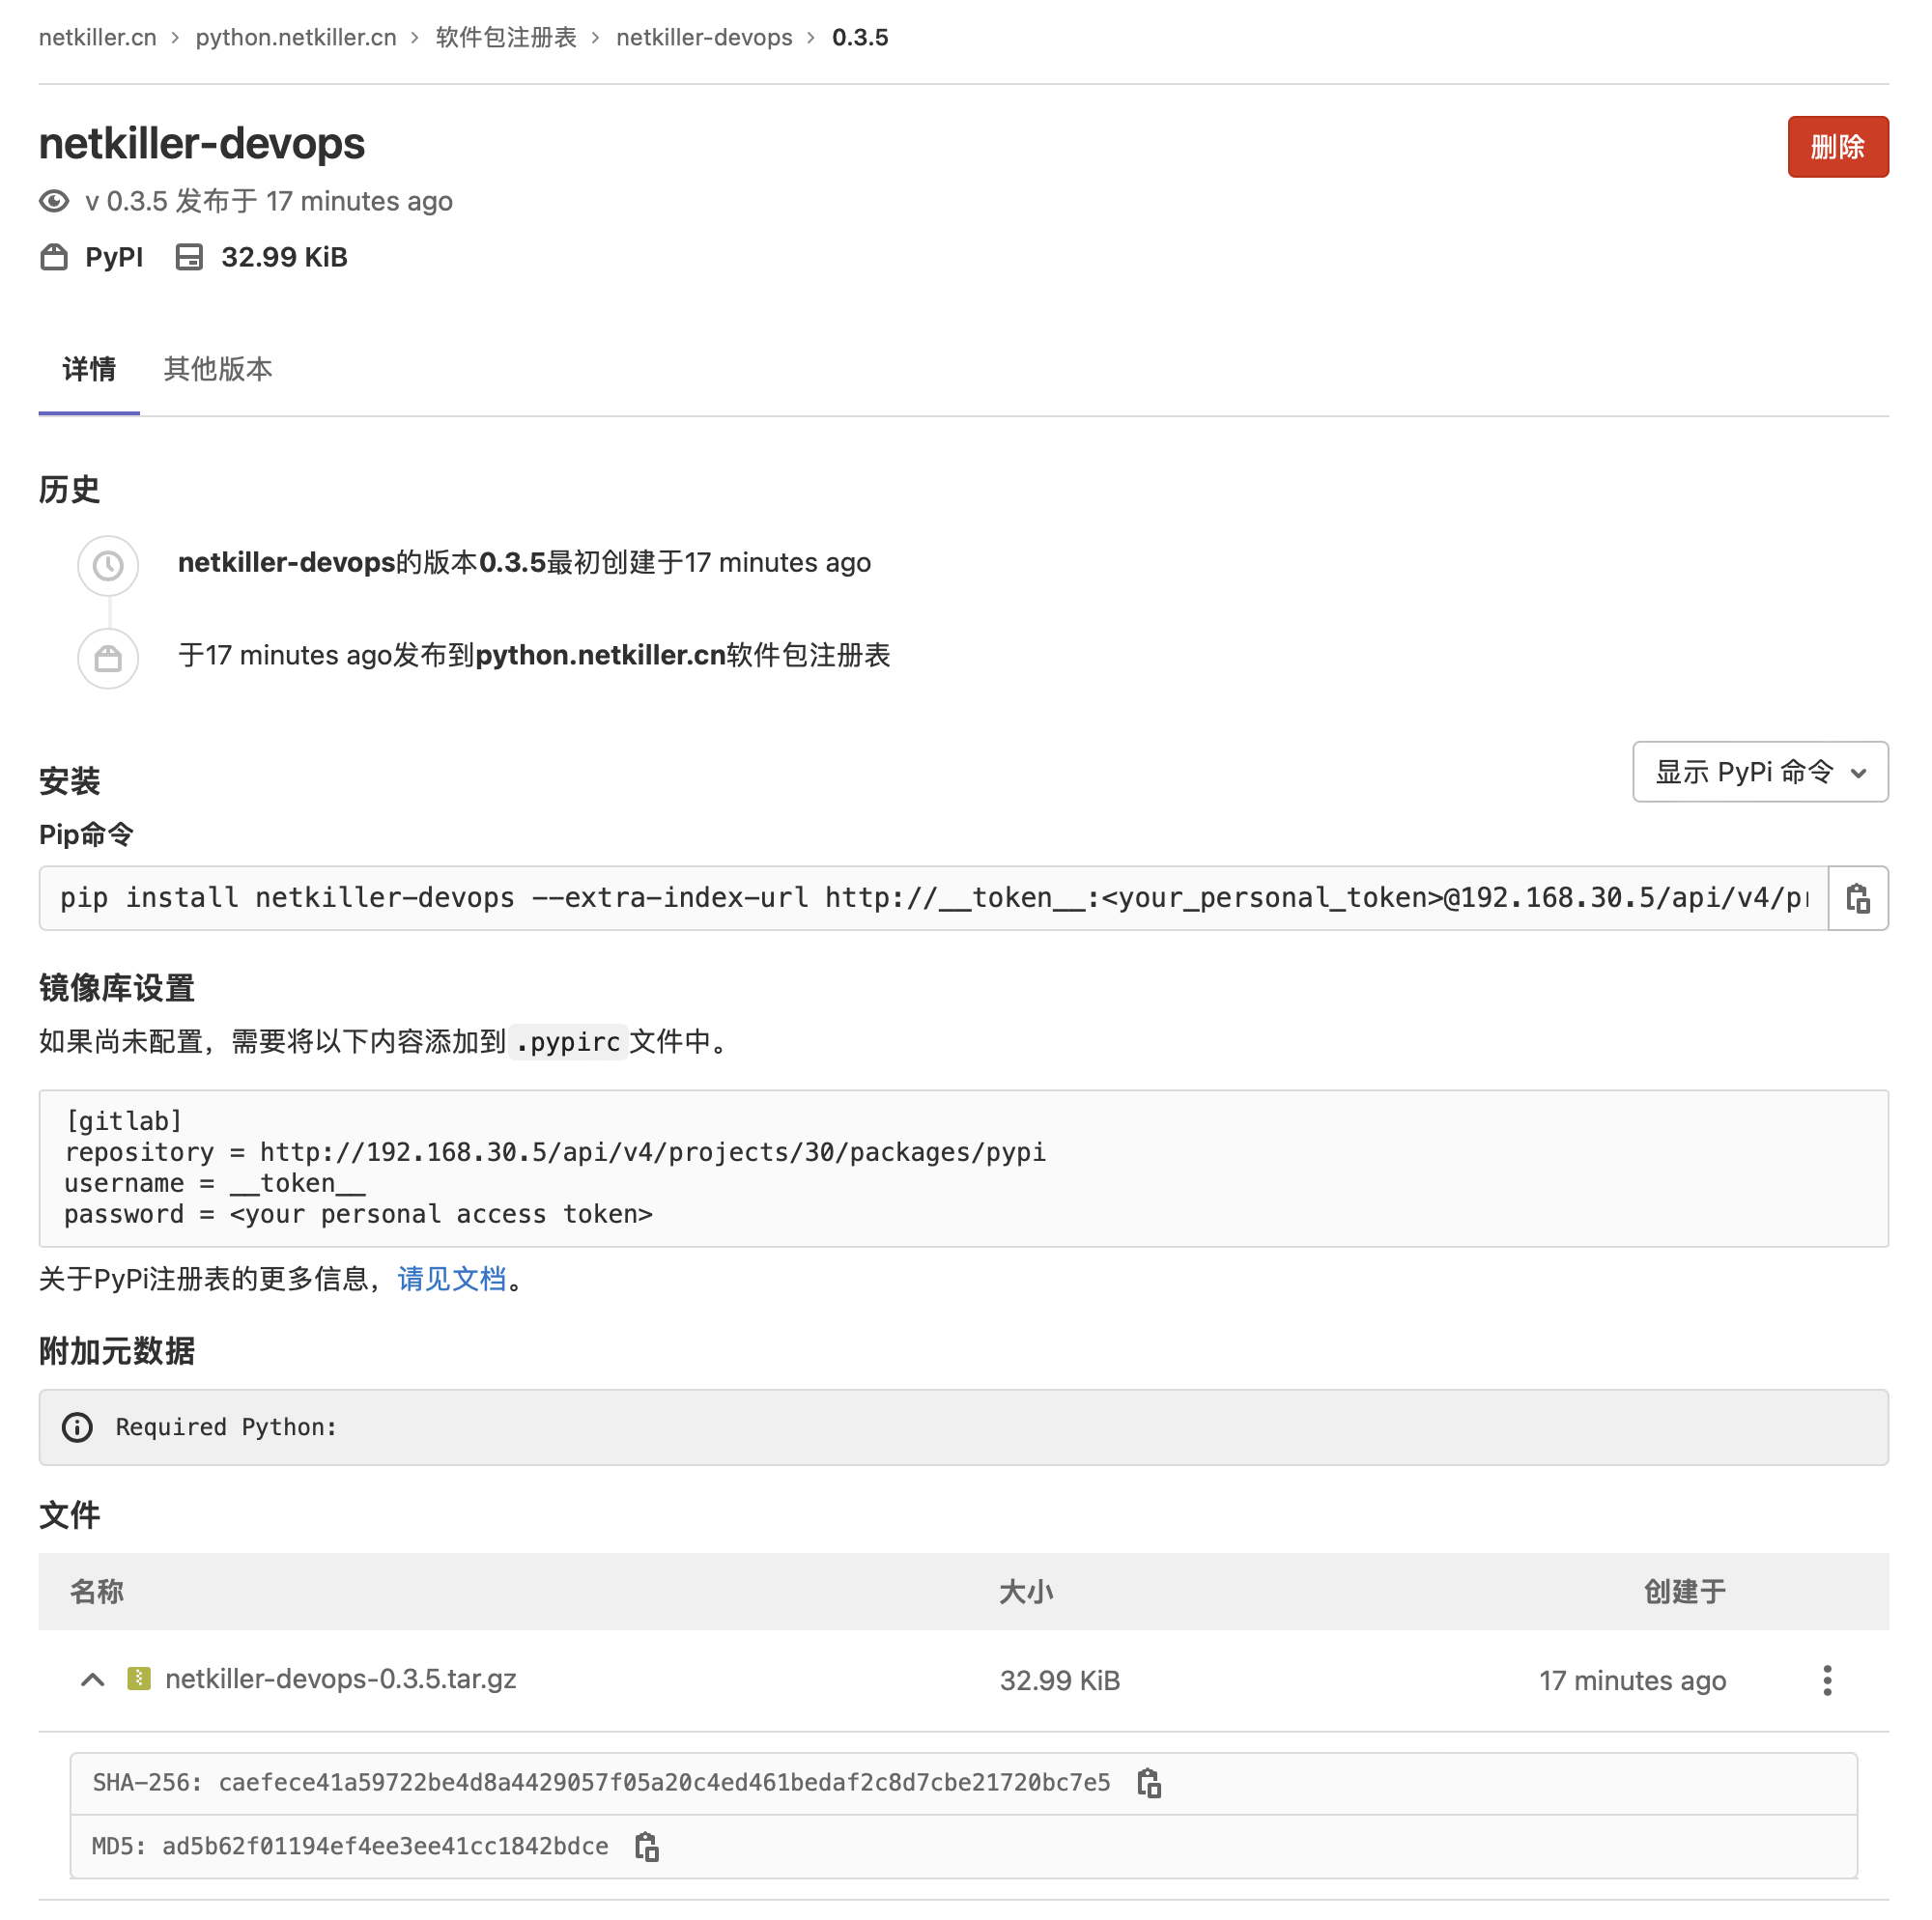 netkiller.cn > python.netkiller.cn > 软件包注册表 > netkiller-devops > 0.3.5
netkiller-devops
删除
v 0.3.5 发布于 17 minutes ago
PyPI 32.99 KiB
详情 其他版本
历史
netkiller-devops的版本0.3.5最初创建于17 minutes ago
于17 minutes ago发布到python.netkiller.cn软件包注册表
安装
显示 PyPi 命令
Pip命令
pip install netkiller-devops --extra-index-url http://__token__:<your_personal_token>@192.168.30.5/api/v4/pr
镜像库设置
如果尚未配置，需要将以下内容添加到 .pypirc 文件中。
[gitlab]
repository = http://192.168.30.5/api/v4/projects/30/packages/pypi
username = __token__
password = <your personal access token>
关于PyPi注册表的更多信息，请见文档。
附加元数据
Required Python:
文件
名称 大小 创建于
netkiller-devops-0.3.5.tar.gz 32.99 KiB 17 minutes ago
SHA-256: caefece41a59722be4d8a4429057f05a20c4ed461bedaf2c8d7cbe21720bc7e5
MD5: ad5b62f01194ef4ee3ee41cc1842bdce